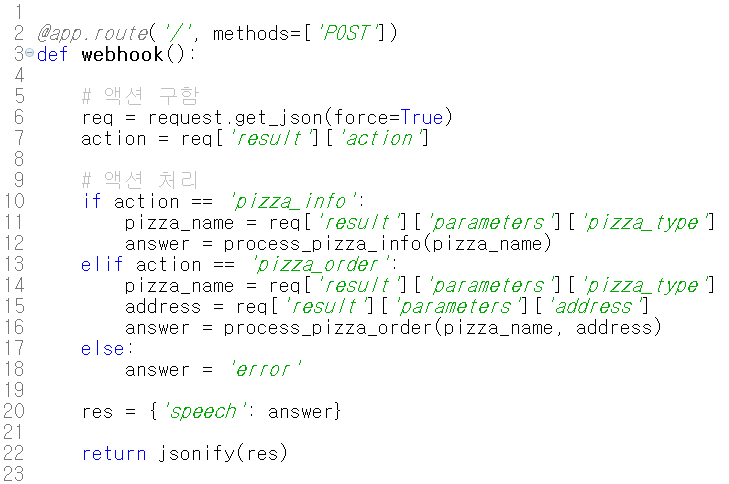 1
2 @app.route('/', methods=['POST'])
3 def webhook():
4
5     # 액션 구함
6     req = request.get_json(force=True)
7     action = req['result']['action']
8
9     # 액션 처리
10     if action == 'pizza_info':
11         pizza_name = req['result']['parameters']['pizza_type']
12         answer = process_pizza_info(pizza_name)
13     elif action == 'pizza_order':
14         pizza_name = req['result']['parameters']['pizza_type']
15         address = req['result']['parameters']['address']
16         answer = process_pizza_order(pizza_name, address)
17     else:
18         answer = 'error'
19
20     res = {'speech': answer}
21
22     return jsonify(res)
23